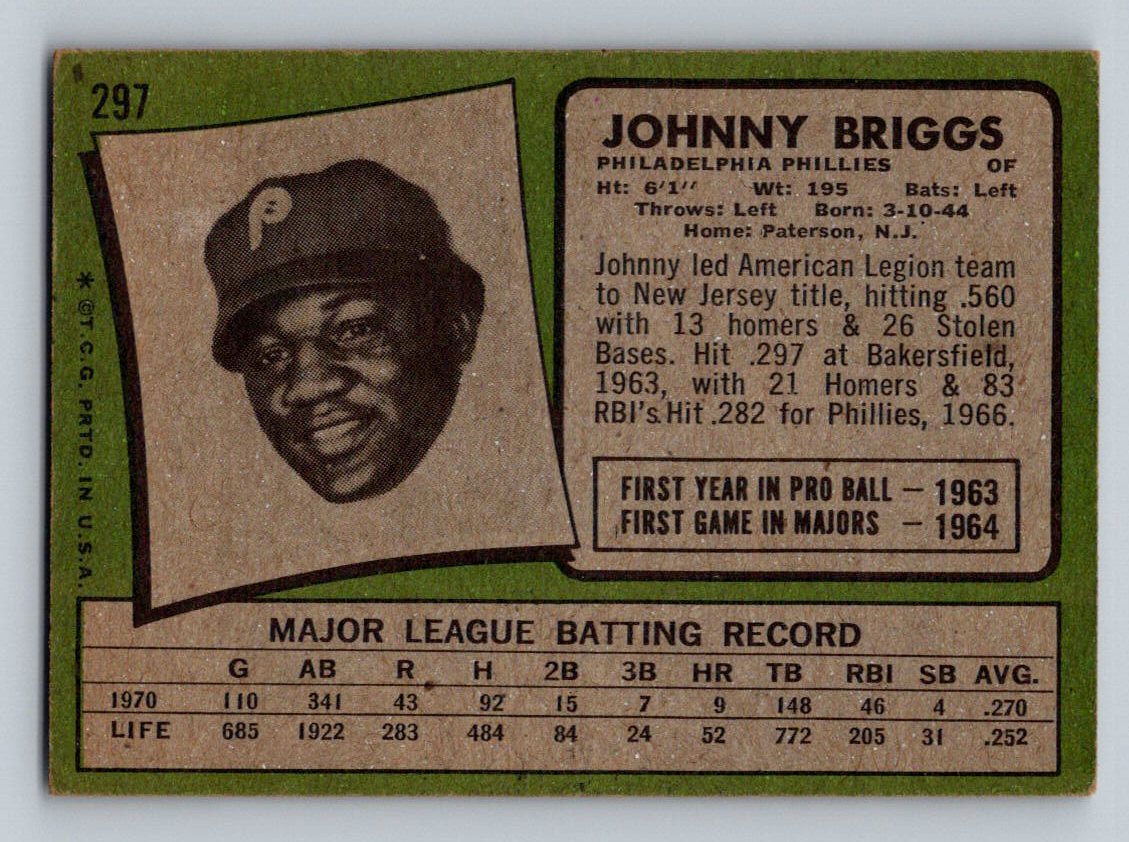 297
JOHNNY BRIGGS
PHILADELPHIA PHILLIES OF
Ht: 6'1" Wt: 195 Bats: Left
Throws: Left Born: 3-10-44
Home: Paterson, N.J.
Johnny led American Legion team
to New Jersey title, hitting .560
with 13 homers & 26 Stolen
Bases. Hit .297 at Bakersfield,
1963, with 21 Homers & 83
RBI's. Hit .282 for Phillies, 1966.
FIRST YEAR IN PRO BALL — 1963
FIRST GAME IN MAJORS — 1964
P
* © T.C.G. PRTD. IN U.S.A.
MAJOR LEAGUE BATTING RECORD
G AB R H 2B 3B HR TB RBI SB AVG.
1970 110 341 43 92 15 7 9 148 46 4 .270
LIFE 685 1922 283 484 84 24 52 772 205 31 .252